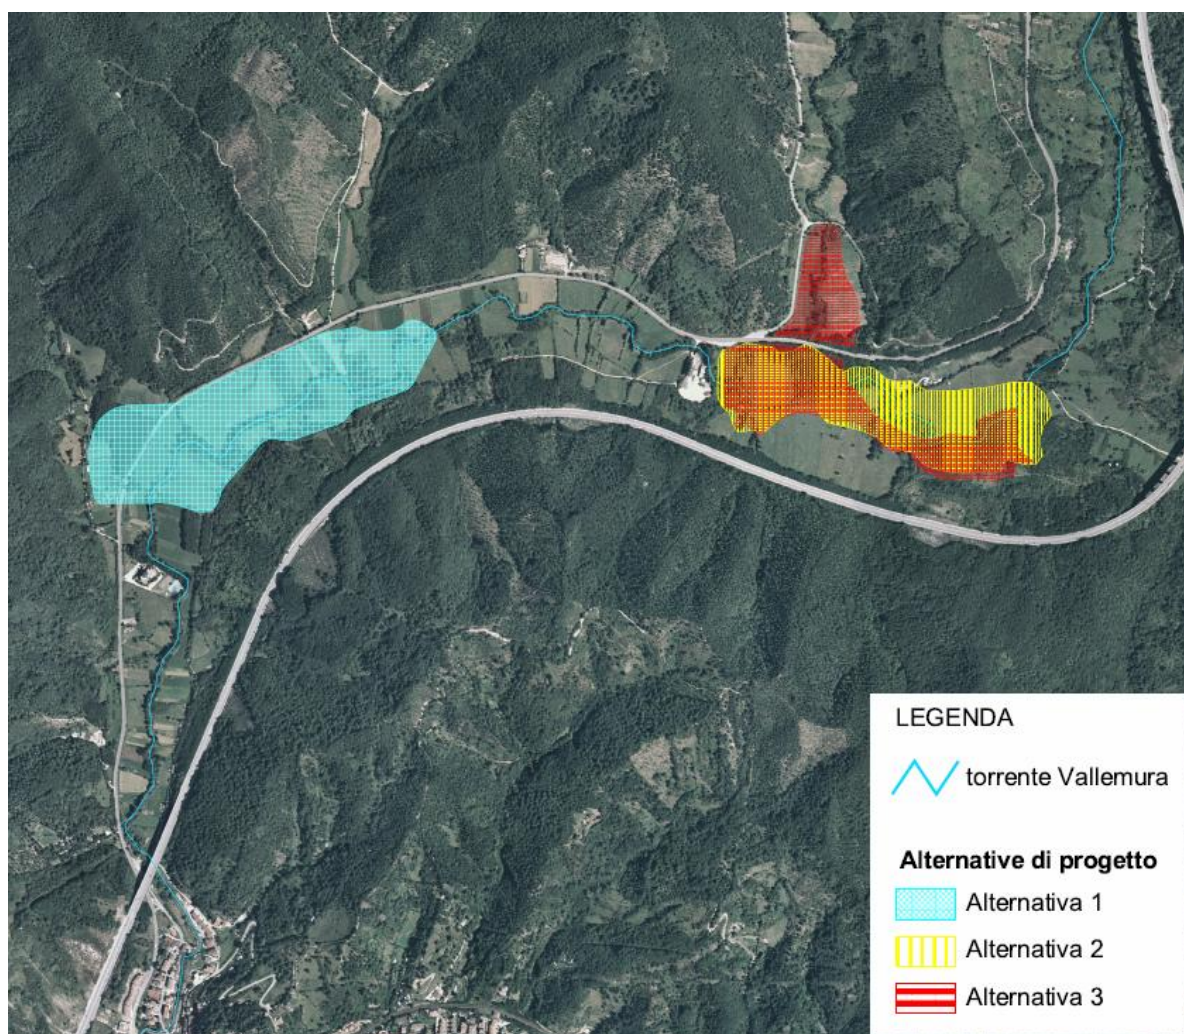 LEGENDA
torrente Vallemura
Alternative di progetto
Alternativa 1
Alternativa 2
Alternativa 3